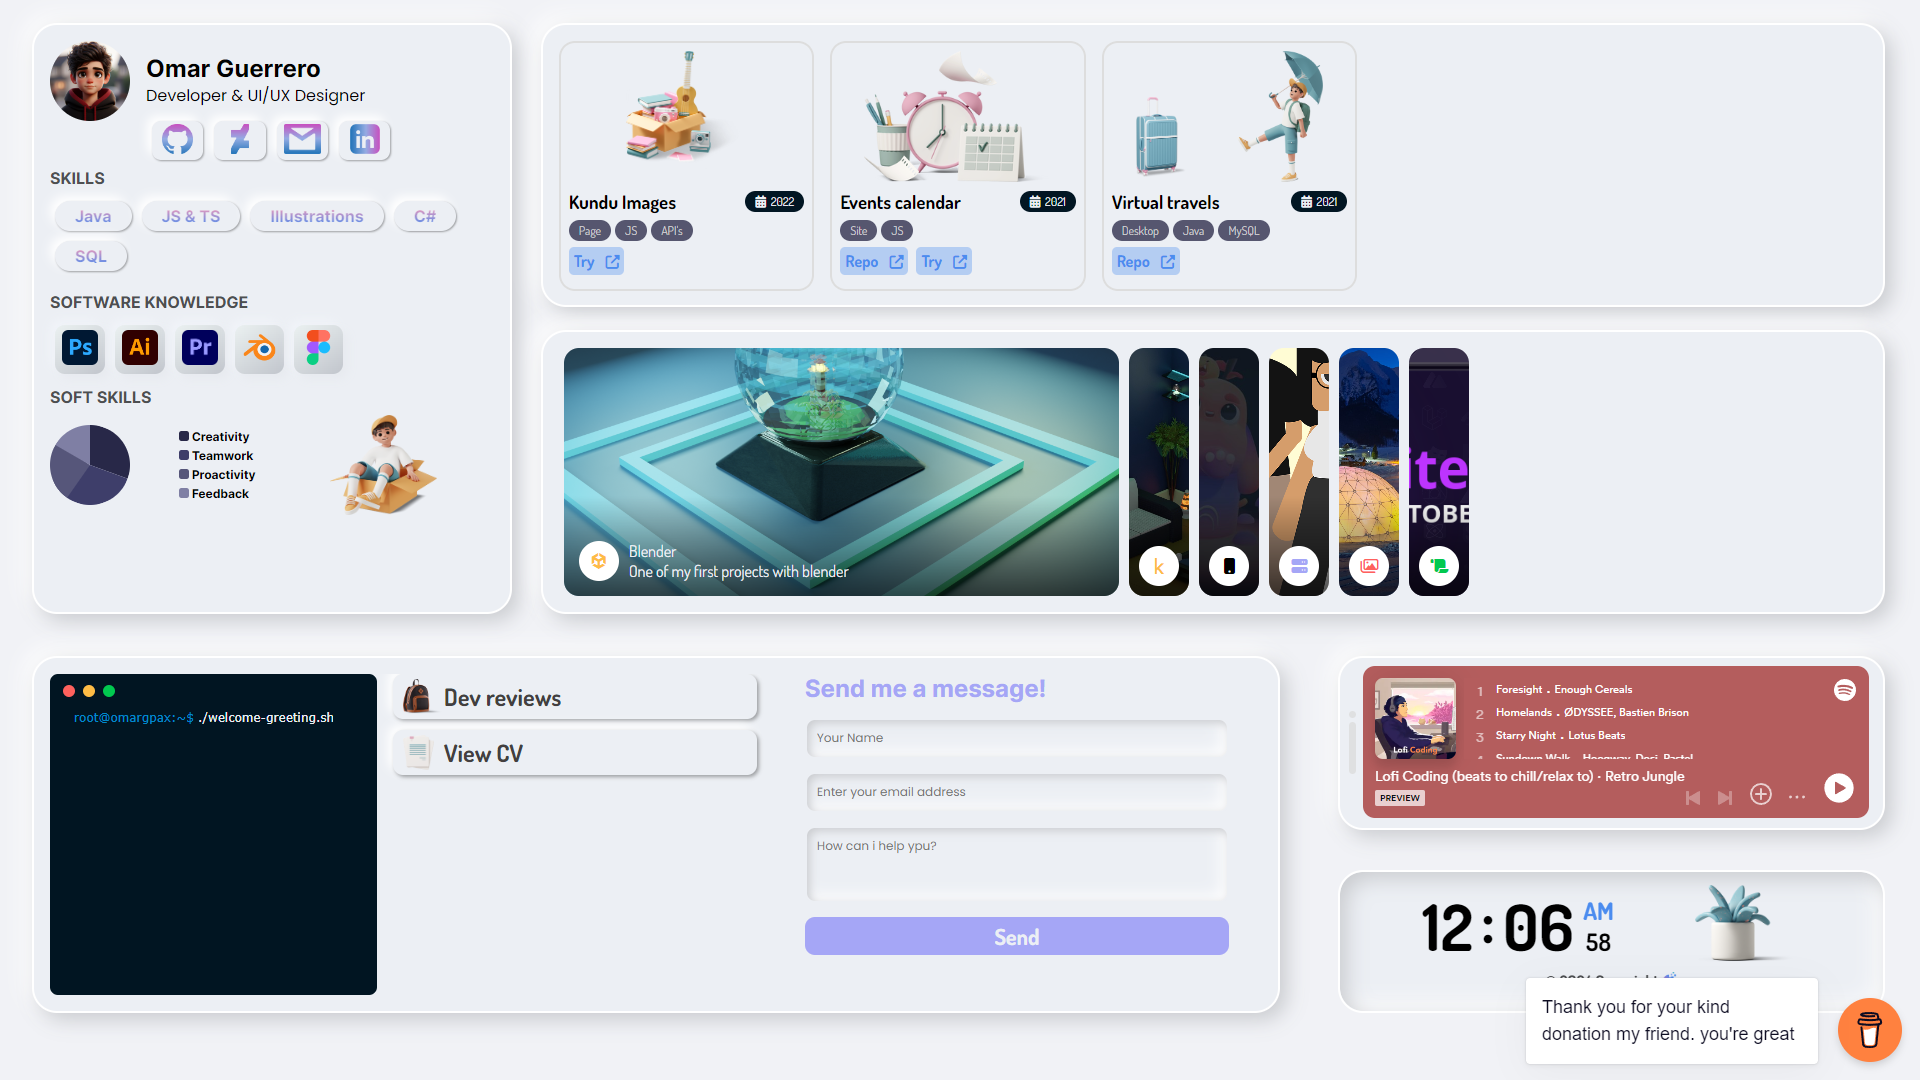 Omar Guerrero
Developer & UI/UX Designer
in
SKILLS
Java
JS & TS
Illustrations
C#
SQL
SOFTWARE KNOWLEDGE
Ps
Ai
Pr
SOFT SKILLS
Creativity
Teamwork
Proactivity
Feedback
Kundu Images
2022
Page
JS
API's
Try
Events calendar
2021
Site
JS
Repo
Try
Virtual travels
2021
Desktop
Java
MySQL
Repo
Blender
One of my first projects with blender
k
ite
TOBE
root@omargpax:~$ ./welcome-greeting.sh
Dev reviews
View CV
Send me a message!
Your Name
Enter your email address
How can i help ypu?
Send
Lofi Coding
1 Foresight . Enough Cereals
2 Homelands . ØDYSSEE, Bastien Brison
3 Starry Night . Lotus Beats
Lofi Coding (beats to chill/relax to) · Retro Jungle
PREVIEW
12:06
AM
58
Thank you for your kind
donation my friend. you're great